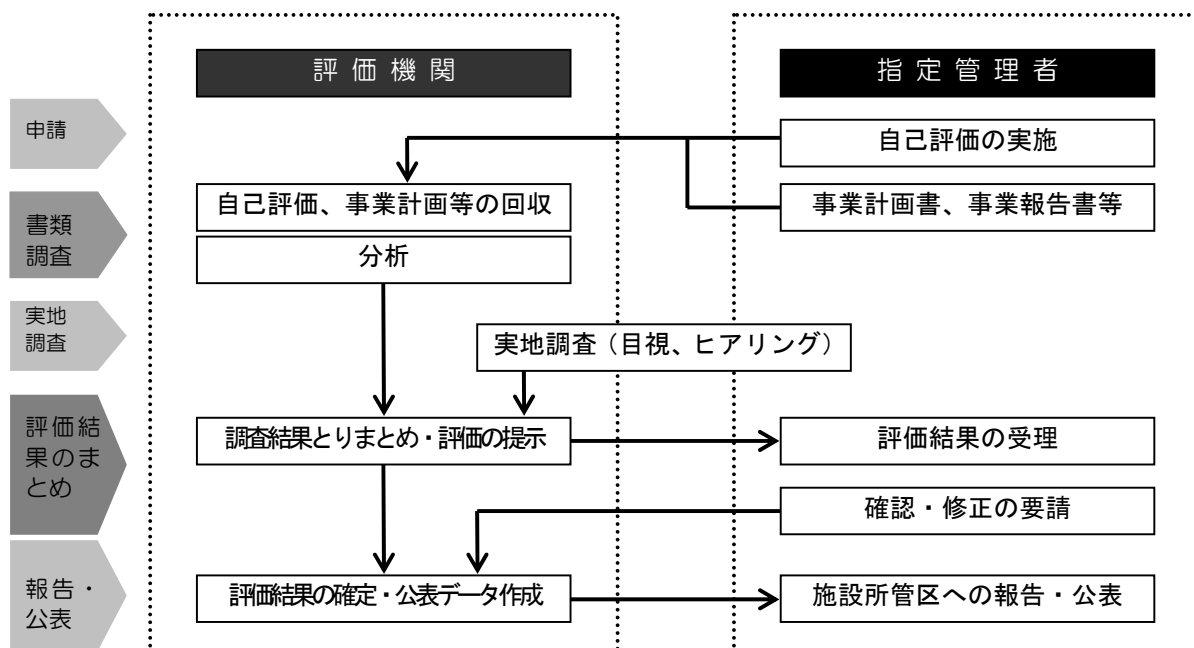 評価機関
指定管理者
申請
自己評価の実施
書類
調査
自己評価、事業計画等の回収
事業計画書、事業報告書等
分析
実地
調査
実地調査（目視、ヒアリング）
評価結
果のま
とめ
調査結果とりまとめ・評価の提示
評価結果の受理
確認・修正の要請
報告・
公表
評価結果の確定・公表データ作成
施設所管区への報告・公表